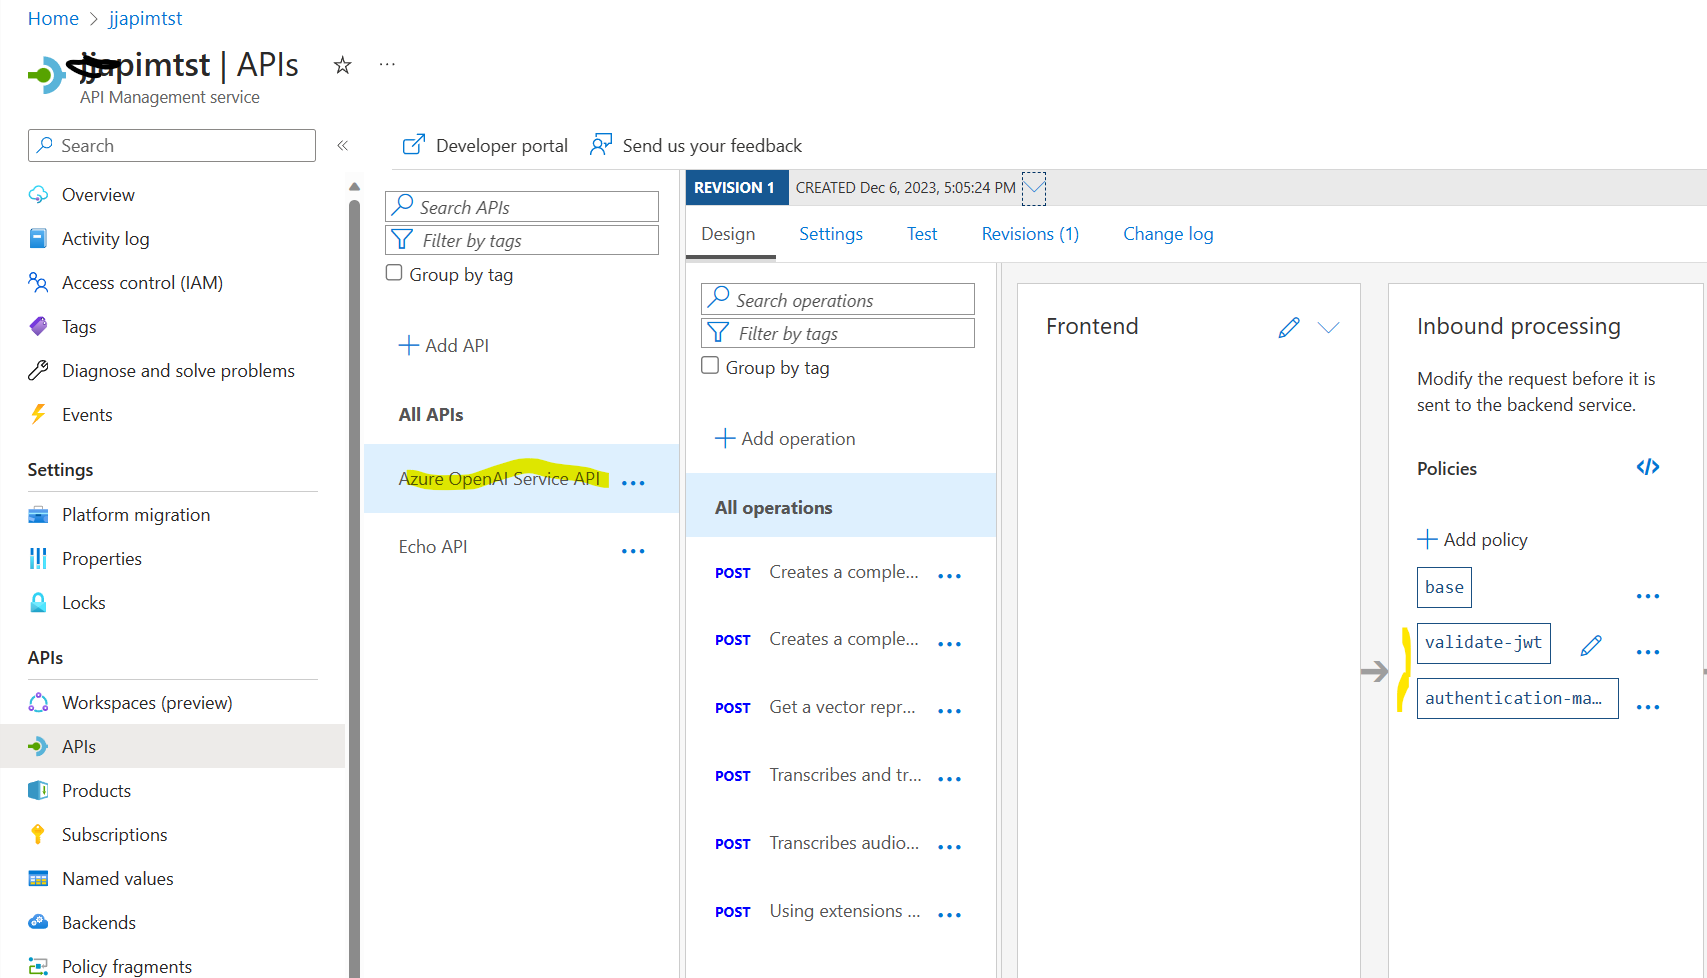 Home > jjapimtst
jjapimtst | APIs
API Management service
Search
Overview
Activity log
Access control (IAM)
Tags
Diagnose and solve problems
Events
Settings
Platform migration
Properties
Locks
APIs
Workspaces (preview)
APIs
Products
Subscriptions
Named values
Backends
Policy fragments
Developer portal
Send us your feedback
Search APIs
Filter by tags
Group by tag
Add API
All APIs
Azure OpenAI Service API
Echo API
REVISION 1
CREATED Dec 6, 2023, 5:05:24 PM
Design
Settings
Test
Revisions (1)
Change log
Search operations
Filter by tags
Group by tag
Add operation
All operations
POST Creates a comple...
POST Creates a comple...
POST Get a vector repr...
POST Transcribes and tr...
POST Transcribes audio...
POST Using extensions ...
Frontend
Inbound processing
Modify the request before it is
sent to the backend service.
Policies
</>
Add policy
base
validate-jwt
authentication-ma...